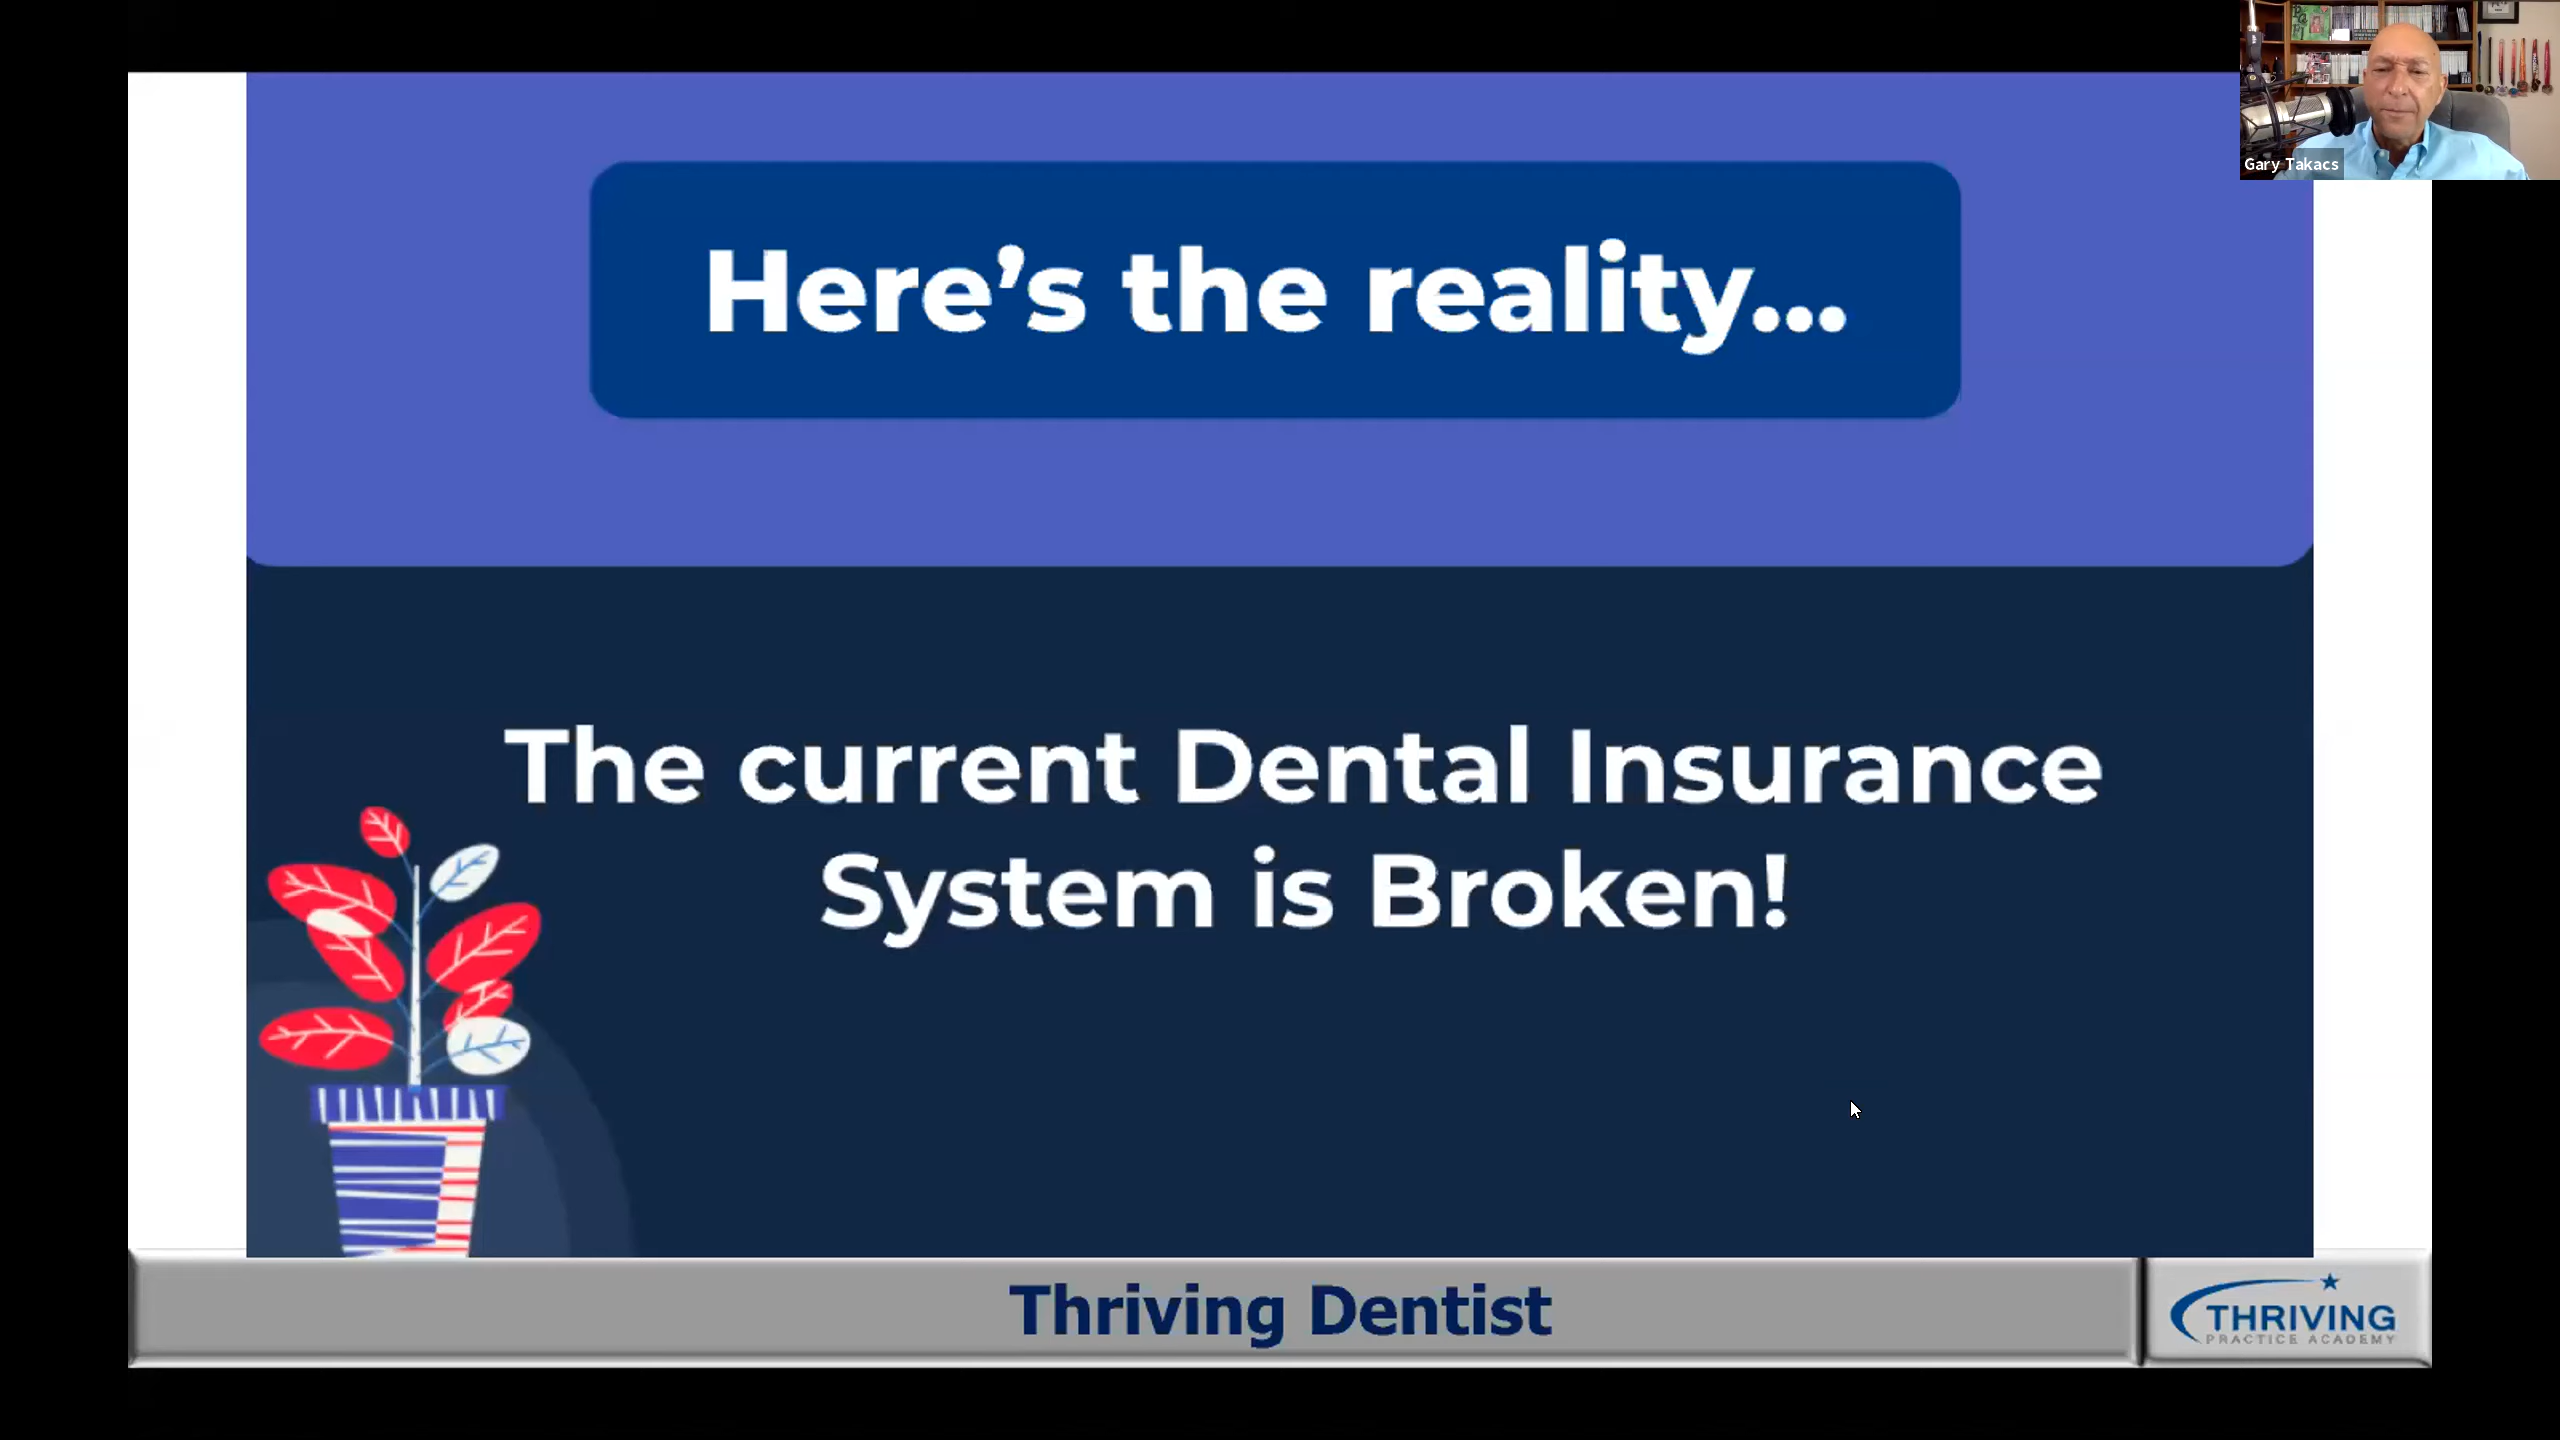 Here’s the reality...
Gary Takacs
The current Dental Insurance
System is Broken!
Thriving Dentist
THRIVING
PRACTICE ACADEMY